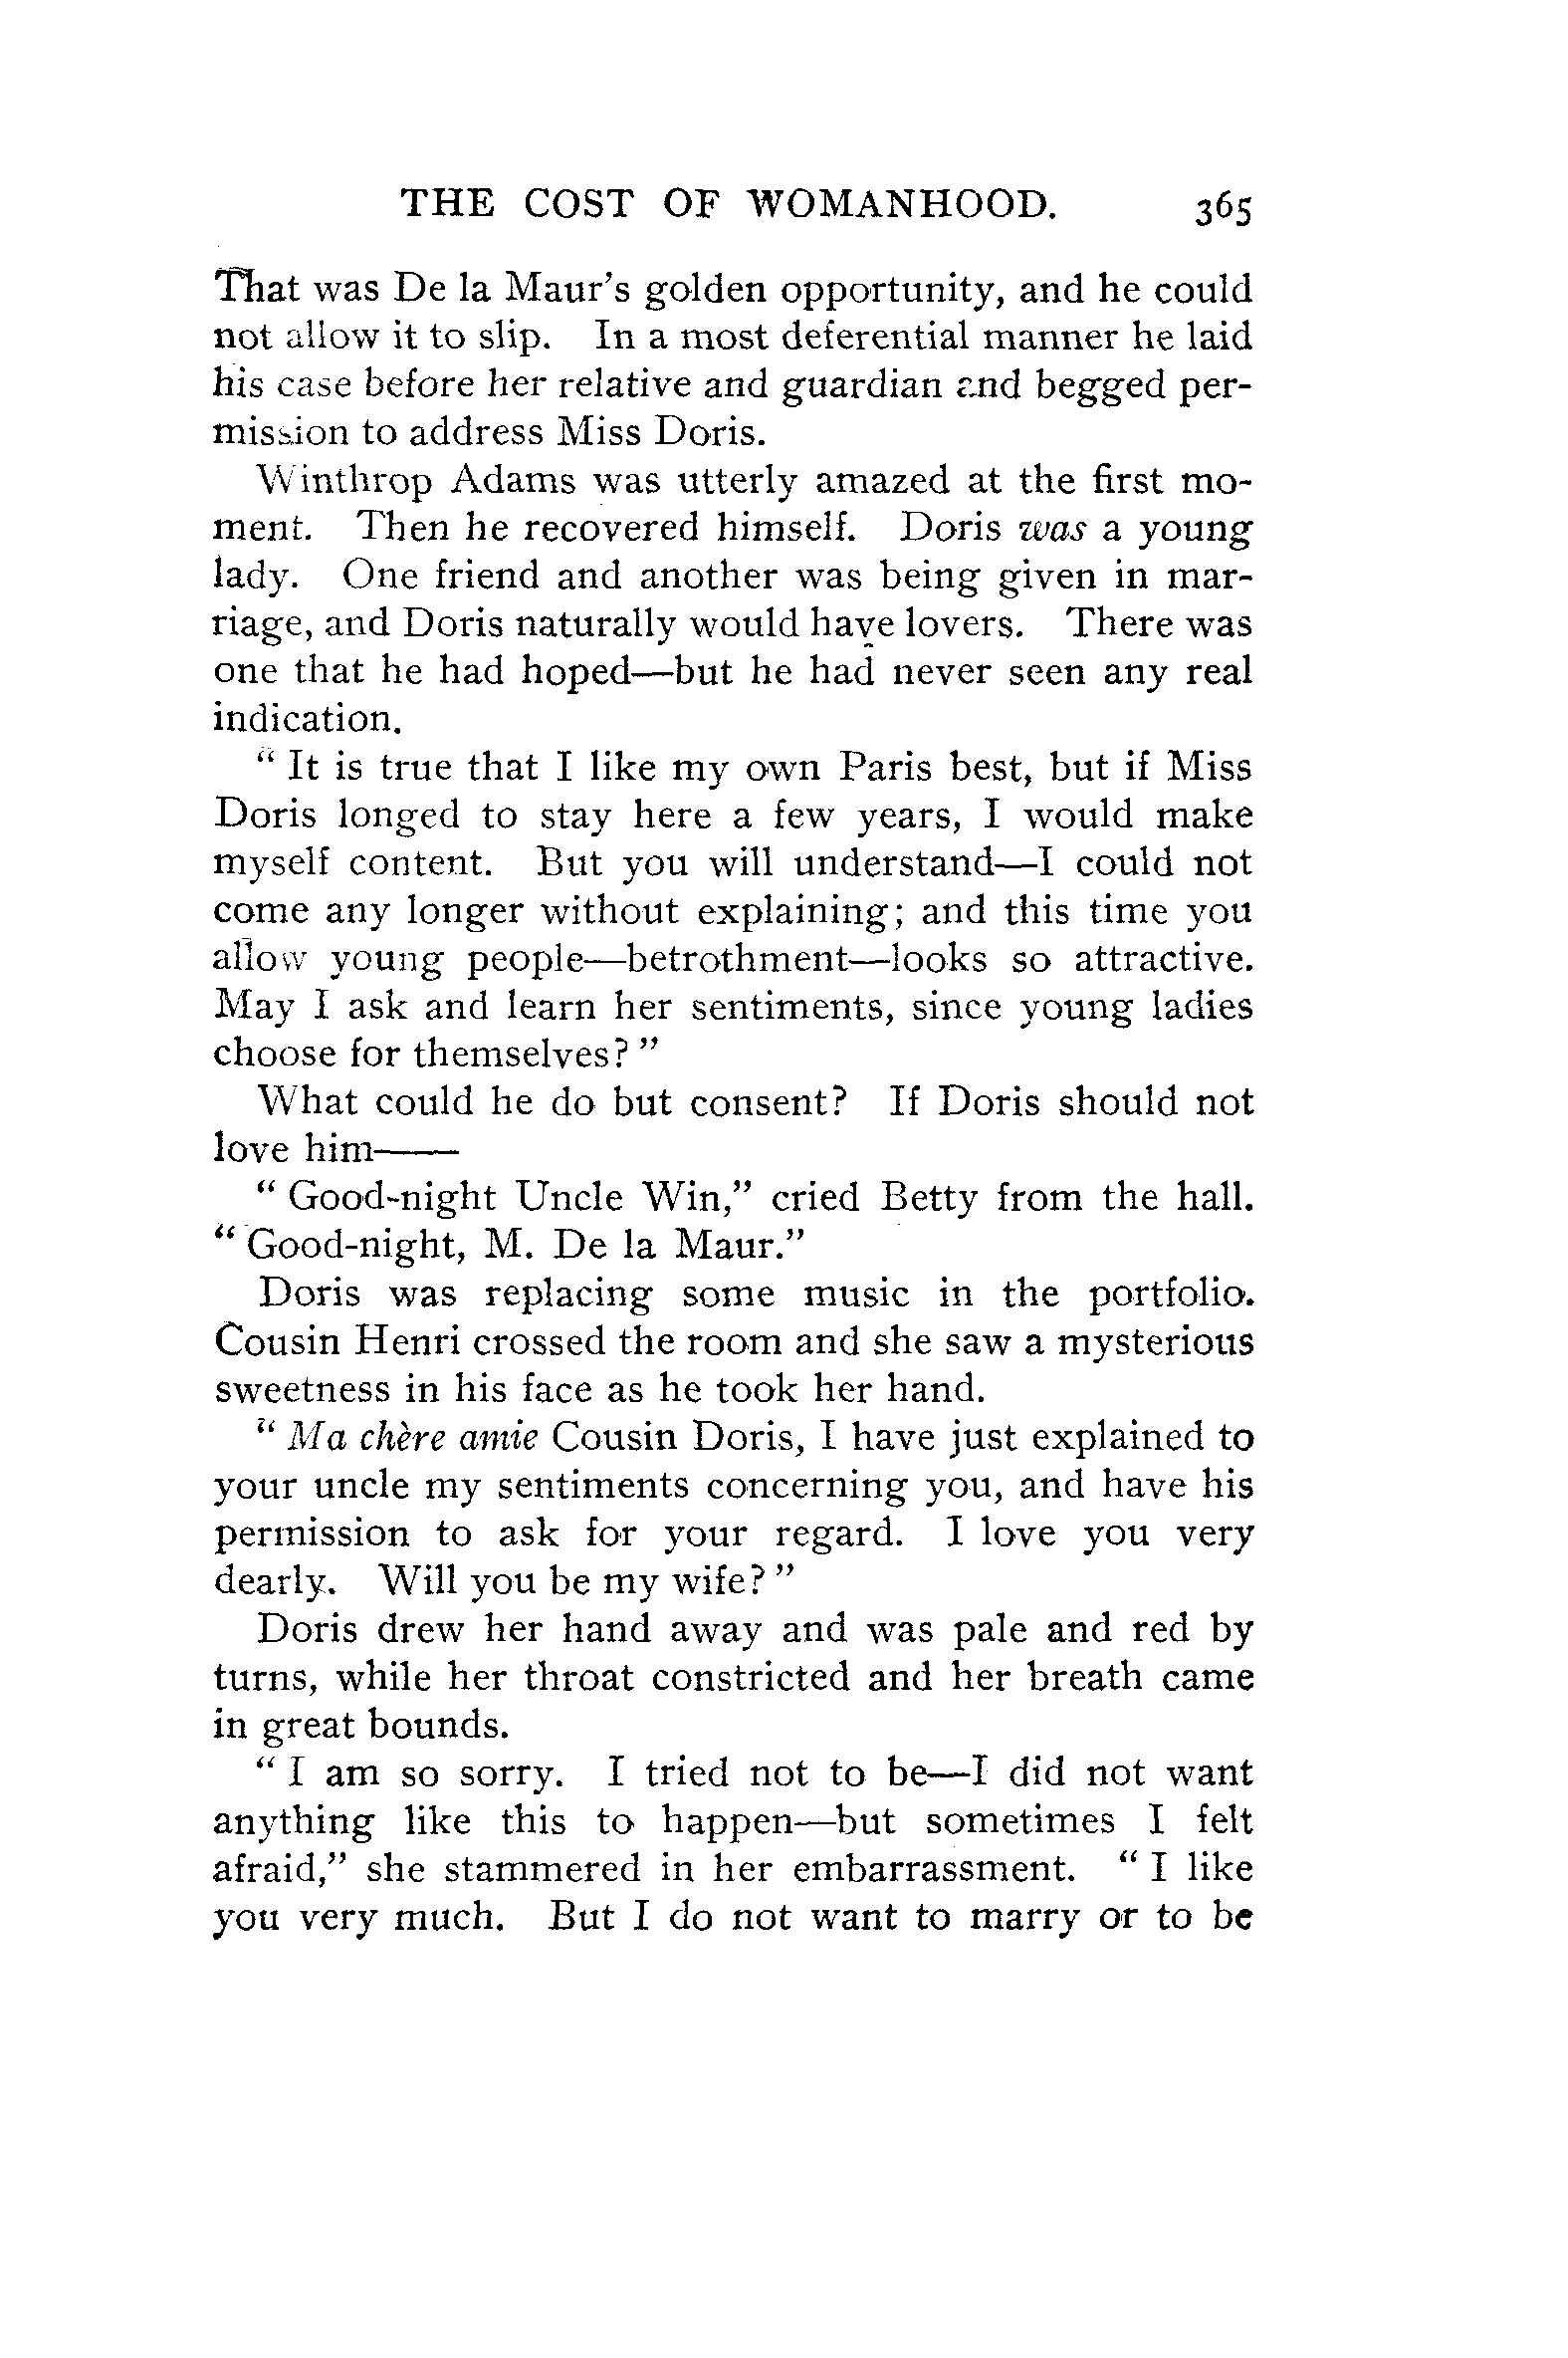 THE COST OF WOMANHOOD. 365
That was De la Maur's golden opportunity, and he could
not allow it to slip. In a most deferential manner he laid
his case before her relative and guardian and begged per-
mission to address Miss Doris.
Winthrop Adams was utterly amazed at the first mo-
ment. Then he recovered himself. Doris was a young
lady. One friend and another was being given in mar-
riage, and Doris naturally would have lovers. There was
one that he had hoped—but he had never seen any real
indication.
" It is true that I like my own Paris best, but if Miss
Doris longed to stay here a few years, I would make
myself content. But you will understand—I could not
come any longer without explaining; and this time you
allow young people—betrothment—looks so attractive.
May I ask and learn her sentiments, since young ladies
choose for themselves? "
What could he do but consent? If Doris should not
love him——
" Good-night Uncle Win," cried Betty from the hall.
" Good-night, M. De la Maur."
Doris was replacing some music in the portfolio.
Cousin Henri crossed the room and she saw a mysterious
sweetness in his face as he took her hand.
" Ma chère amie Cousin Doris, I have just explained to
your uncle my sentiments concerning you, and have his
permission to ask for your regard. I love you very
dearly. Will you be my wife? "
Doris drew her hand away and was pale and red by
turns, while her throat constricted and her breath came
in great bounds.
" I am so sorry. I tried not to be—I did not want
anything like this to happen—but sometimes I felt
afraid," she stammered in her embarrassment. " I like
you very much. But I do not want to marry or to be